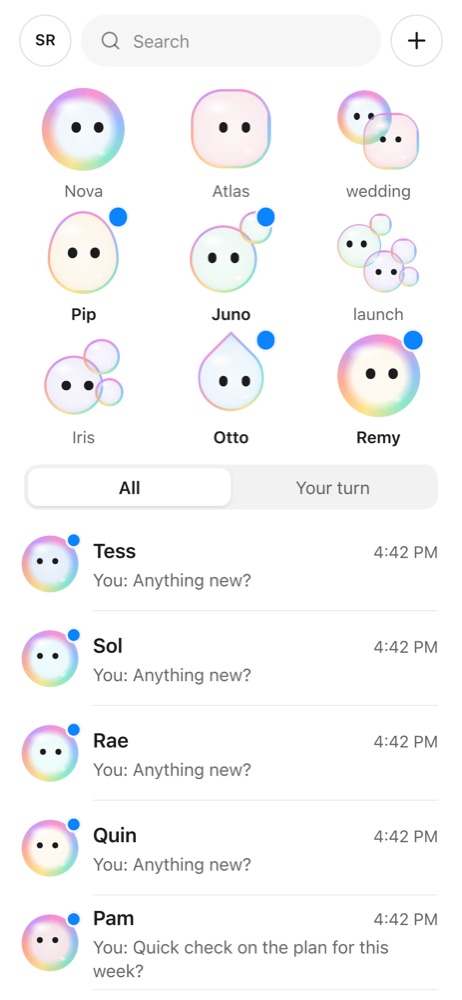 SR
Search
Nova
Atlas
wedding
Pip
Juno
launch
Iris
Otto
Remy
All
Your turn
Tess
4:42 PM
You: Anything new?
Sol
4:42 PM
You: Anything new?
Rae
4:42 PM
You: Anything new?
Quin
4:42 PM
You: Anything new?
Pam
4:42 PM
You: Quick check on the plan for this
week?